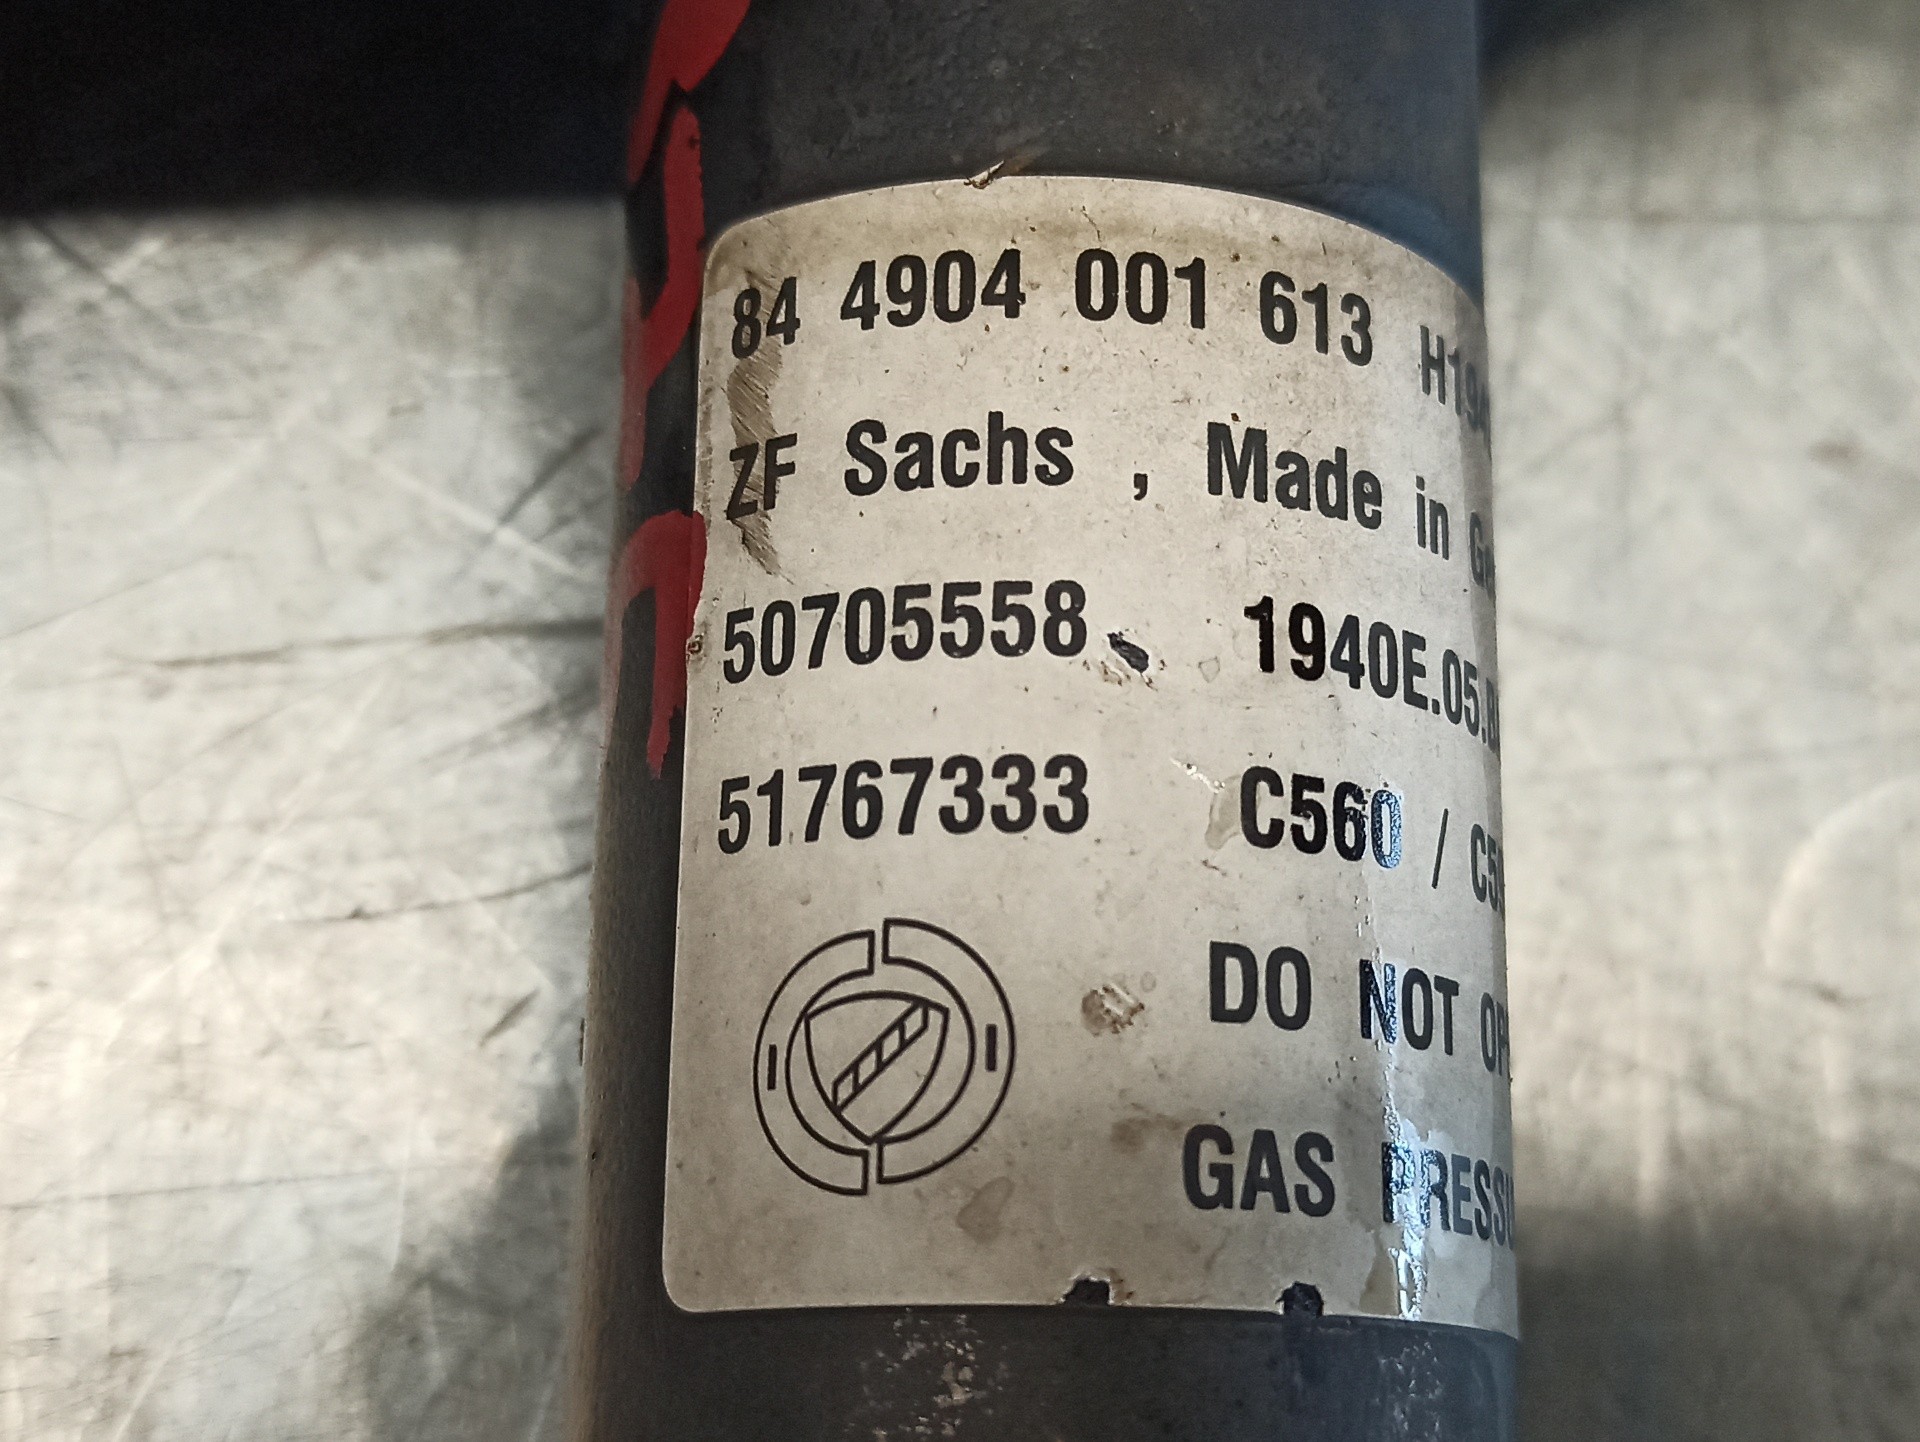 84 4904 001 613
ZF Sachs , Made in
50705558 1940E.05.
51767333 C560 /
DO NOT
GAS